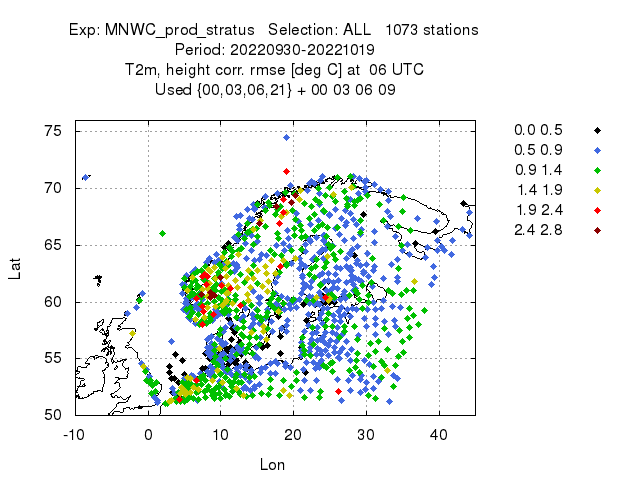 Exp: MNWC_prod_stratus   Selection: ALL   1073 stations
Period: 20220930-20221019
T2m, height corr. rmse [deg C] at  06 UTC
Used {00,03,06,21} + 00 03 06 09
0.0 0.5
0.5 0.9
0.9 1.4
1.4 1.9
1.9 2.4
2.4 2.8
75
70
65
60
55
50
Lat
-10 0 10 20 30 40
Lon